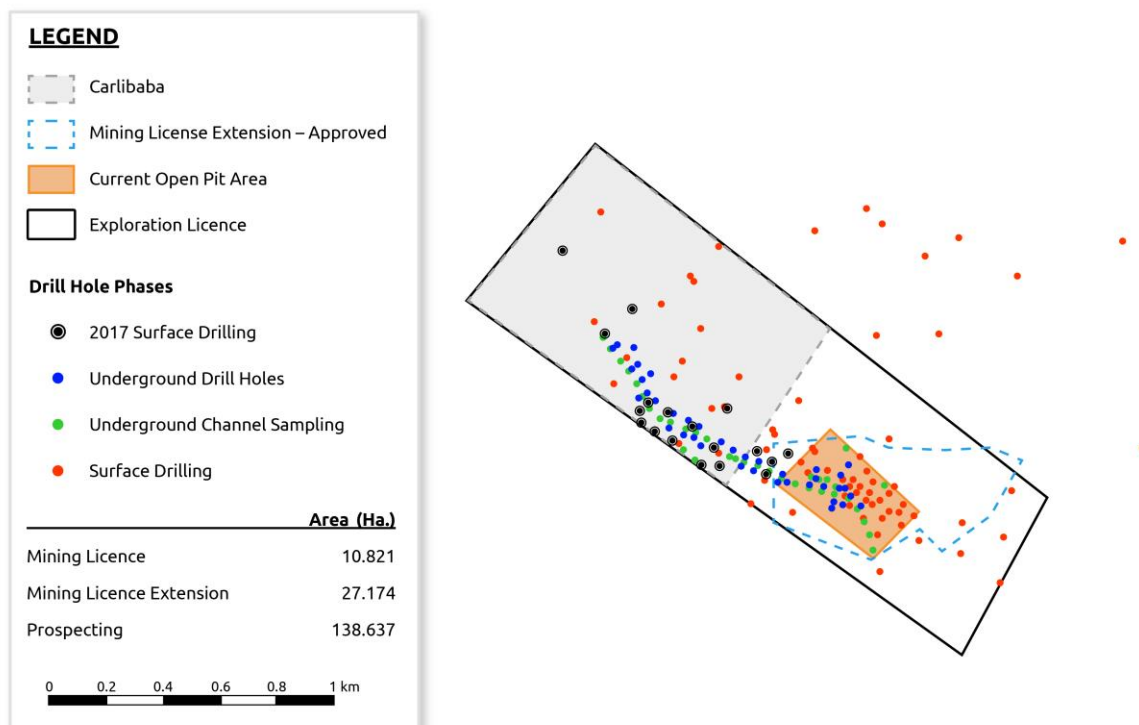 LEGEND
Carlibaba
Mining License Extension – Approved
Current Open Pit Area
Exploration Licence
Drill Hole Phases
2017 Surface Drilling
Underground Drill Holes
Underground Channel Sampling
Surface Drilling
Area (Ha.)
Mining Licence 10.821
Mining Licence Extension 27.174
Prospecting 138.637
0 0.2 0.4 0.6 0.8 1 km